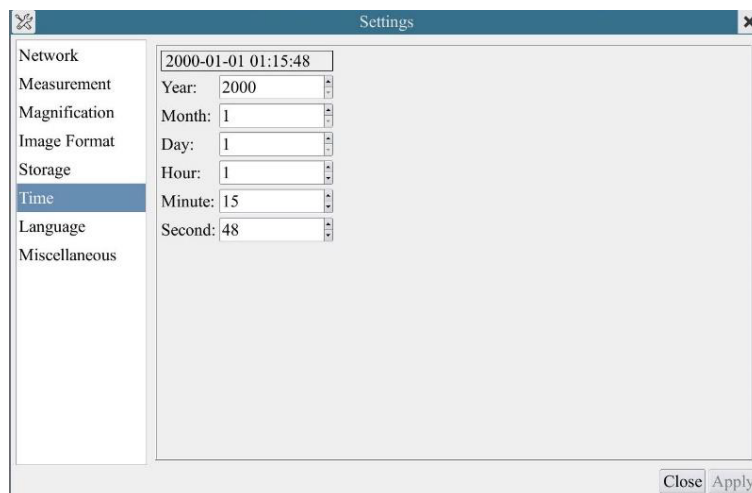 Settings
Network
Measurement
Magnification
Image Format
Storage
Time
Language
Miscellaneous
2000-01-01 01:15:48
Year: 2000
Month: 1
Day: 1
Hour: 1
Minute: 15
Second: 48
Close Apply